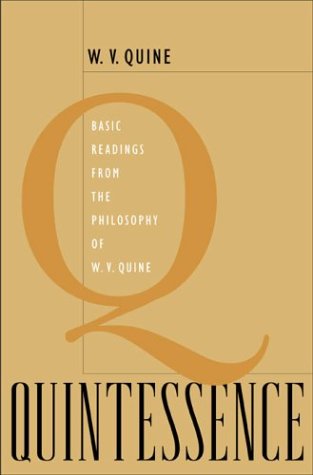 W. V. QUINE
Q
BASIC
READINGS
FROM
THE
PHILOSOPHY
OF
W. V. QUINE
QUINTESSENCE